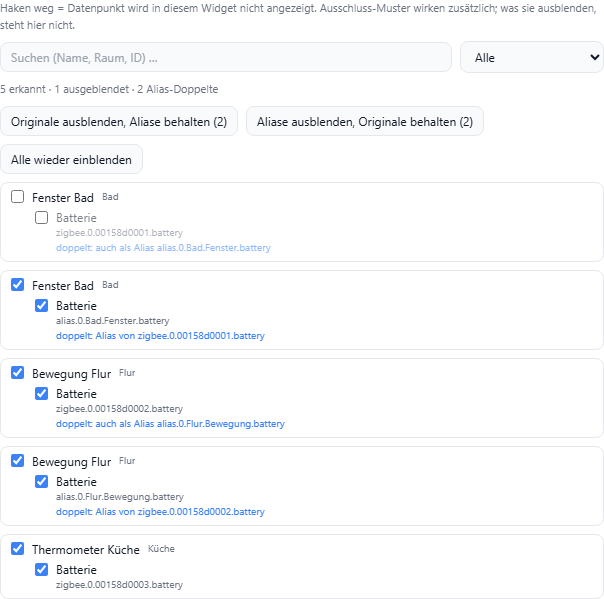 Haken weg = Datenpunkt wird in diesem Widget nicht angezeigt. Ausschluss-Muster wirken zusätzlich; was sie ausblenden,
steht hier nicht.
Suchen (Name, Raum, ID) ...
Alle
5 erkannt · 1 ausgeblendet · 2 Alias-Doppelte
Originale ausblenden, Aliase behalten (2)
Aliase ausblenden, Originale behalten (2)
Alle wieder einblenden
Fenster Bad Bad
Batterie
zigbee.0.00158d0001.battery
doppelt: auch als Alias alias.0.Bad.Fenster.battery
Fenster Bad Bad
Batterie
alias.0.Bad.Fenster.battery
doppelt: Alias von zigbee.0.00158d0001.battery
Bewegung Flur Flur
Batterie
zigbee.0.00158d0002.battery
doppelt: auch als Alias alias.0.Flur.Bewegung.battery
Bewegung Flur Flur
Batterie
alias.0.Flur.Bewegung.battery
doppelt: Alias von zigbee.0.00158d0002.battery
Thermometer Küche Küche
Batterie
zigbee.0.00158d0003.battery